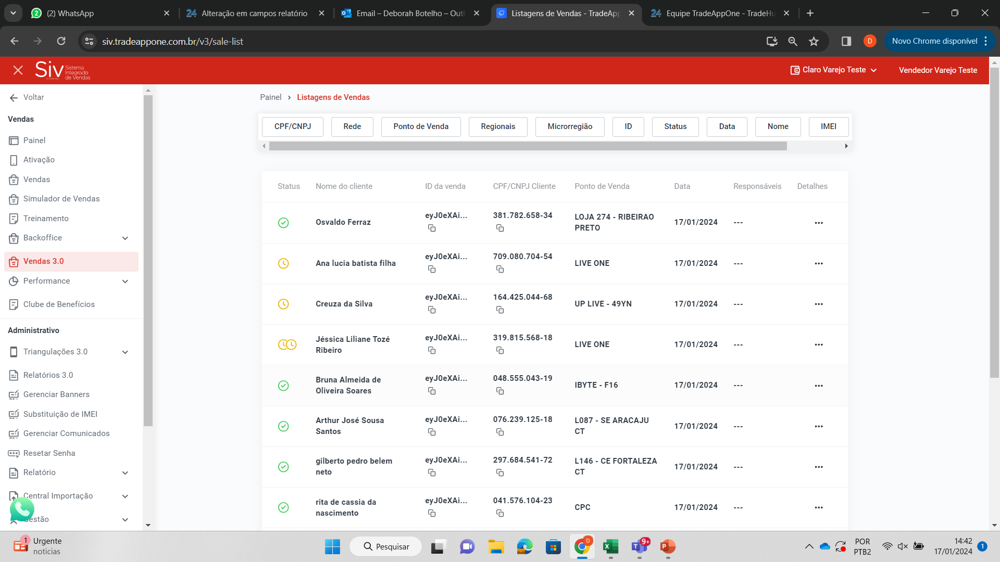 (2) WhatsApp
Alteração em campos relatório
Email – Deborah Botelho – Outl
Listagens de Vendas - TradeApp
Equipe TradeAppOne - TradeHu
siv.tradeappone.com.br/v3/sale-list
D
Novo Chrome disponível
Siv Sistema
Integrado
de Vendas
Claro Varejo Teste
Vendedor Varejo Teste
Voltar
Vendas
Painel
Ativação
Vendas
Simulador de Vendas
Treinamento
Backoffice
Vendas 3.0
Performance
Clube de Benefícios
Administrativo
Triangulações 3.0
Relatórios 3.0
Gerenciar Banners
Substituição de IMEI
Gerenciar Comunicados
Resetar Senha
Relatório
Central Importação
estão
Painel › Listagens de Vendas
CPF/CNPJ Rede Ponto de Venda Regionais Microrregião ID Status Data Nome IMEI
Status Nome do cliente ID da venda CPF/CNPJ Cliente Ponto de Venda Data Responsáveis Detalhes
Osvaldo Ferraz eyJ0eXAi... 381.782.658-34 LOJA 274 - RIBEIRAO 17/01/2024 --- •••
PRETO
Ana lucia batista filha eyJ0eXAi... 709.080.704-54 LIVE ONE 17/01/2024 --- •••
Creuza da Silva eyJ0eXAi... 164.425.044-68 UP LIVE - 49YN 17/01/2024 --- •••
Jéssica Liliane Tozé eyJ0eXAi... 319.815.568-18 LIVE ONE 17/01/2024 --- •••
Ribeiro
Bruna Almeida de eyJ0eXAi... 048.555.043-19 IBYTE - F16 17/01/2024 --- •••
Oliveira Soares
Arthur José Sousa eyJ0eXAi... 076.239.125-18 L087 - SE ARACAJU 17/01/2024 --- •••
Santos CT
gilberto pedro belem eyJ0eXAi... 297.684.541-72 L146 - CE FORTALEZA 17/01/2024 --- •••
neto CT
rita de cassia da eyJ0eXAi... 041.576.104-23 CPC 17/01/2024 --- •••
nascimento
1
Urgente
noticias
Pesquisar
D
9+
POR
PTB2
14:42
17/01/2024
1